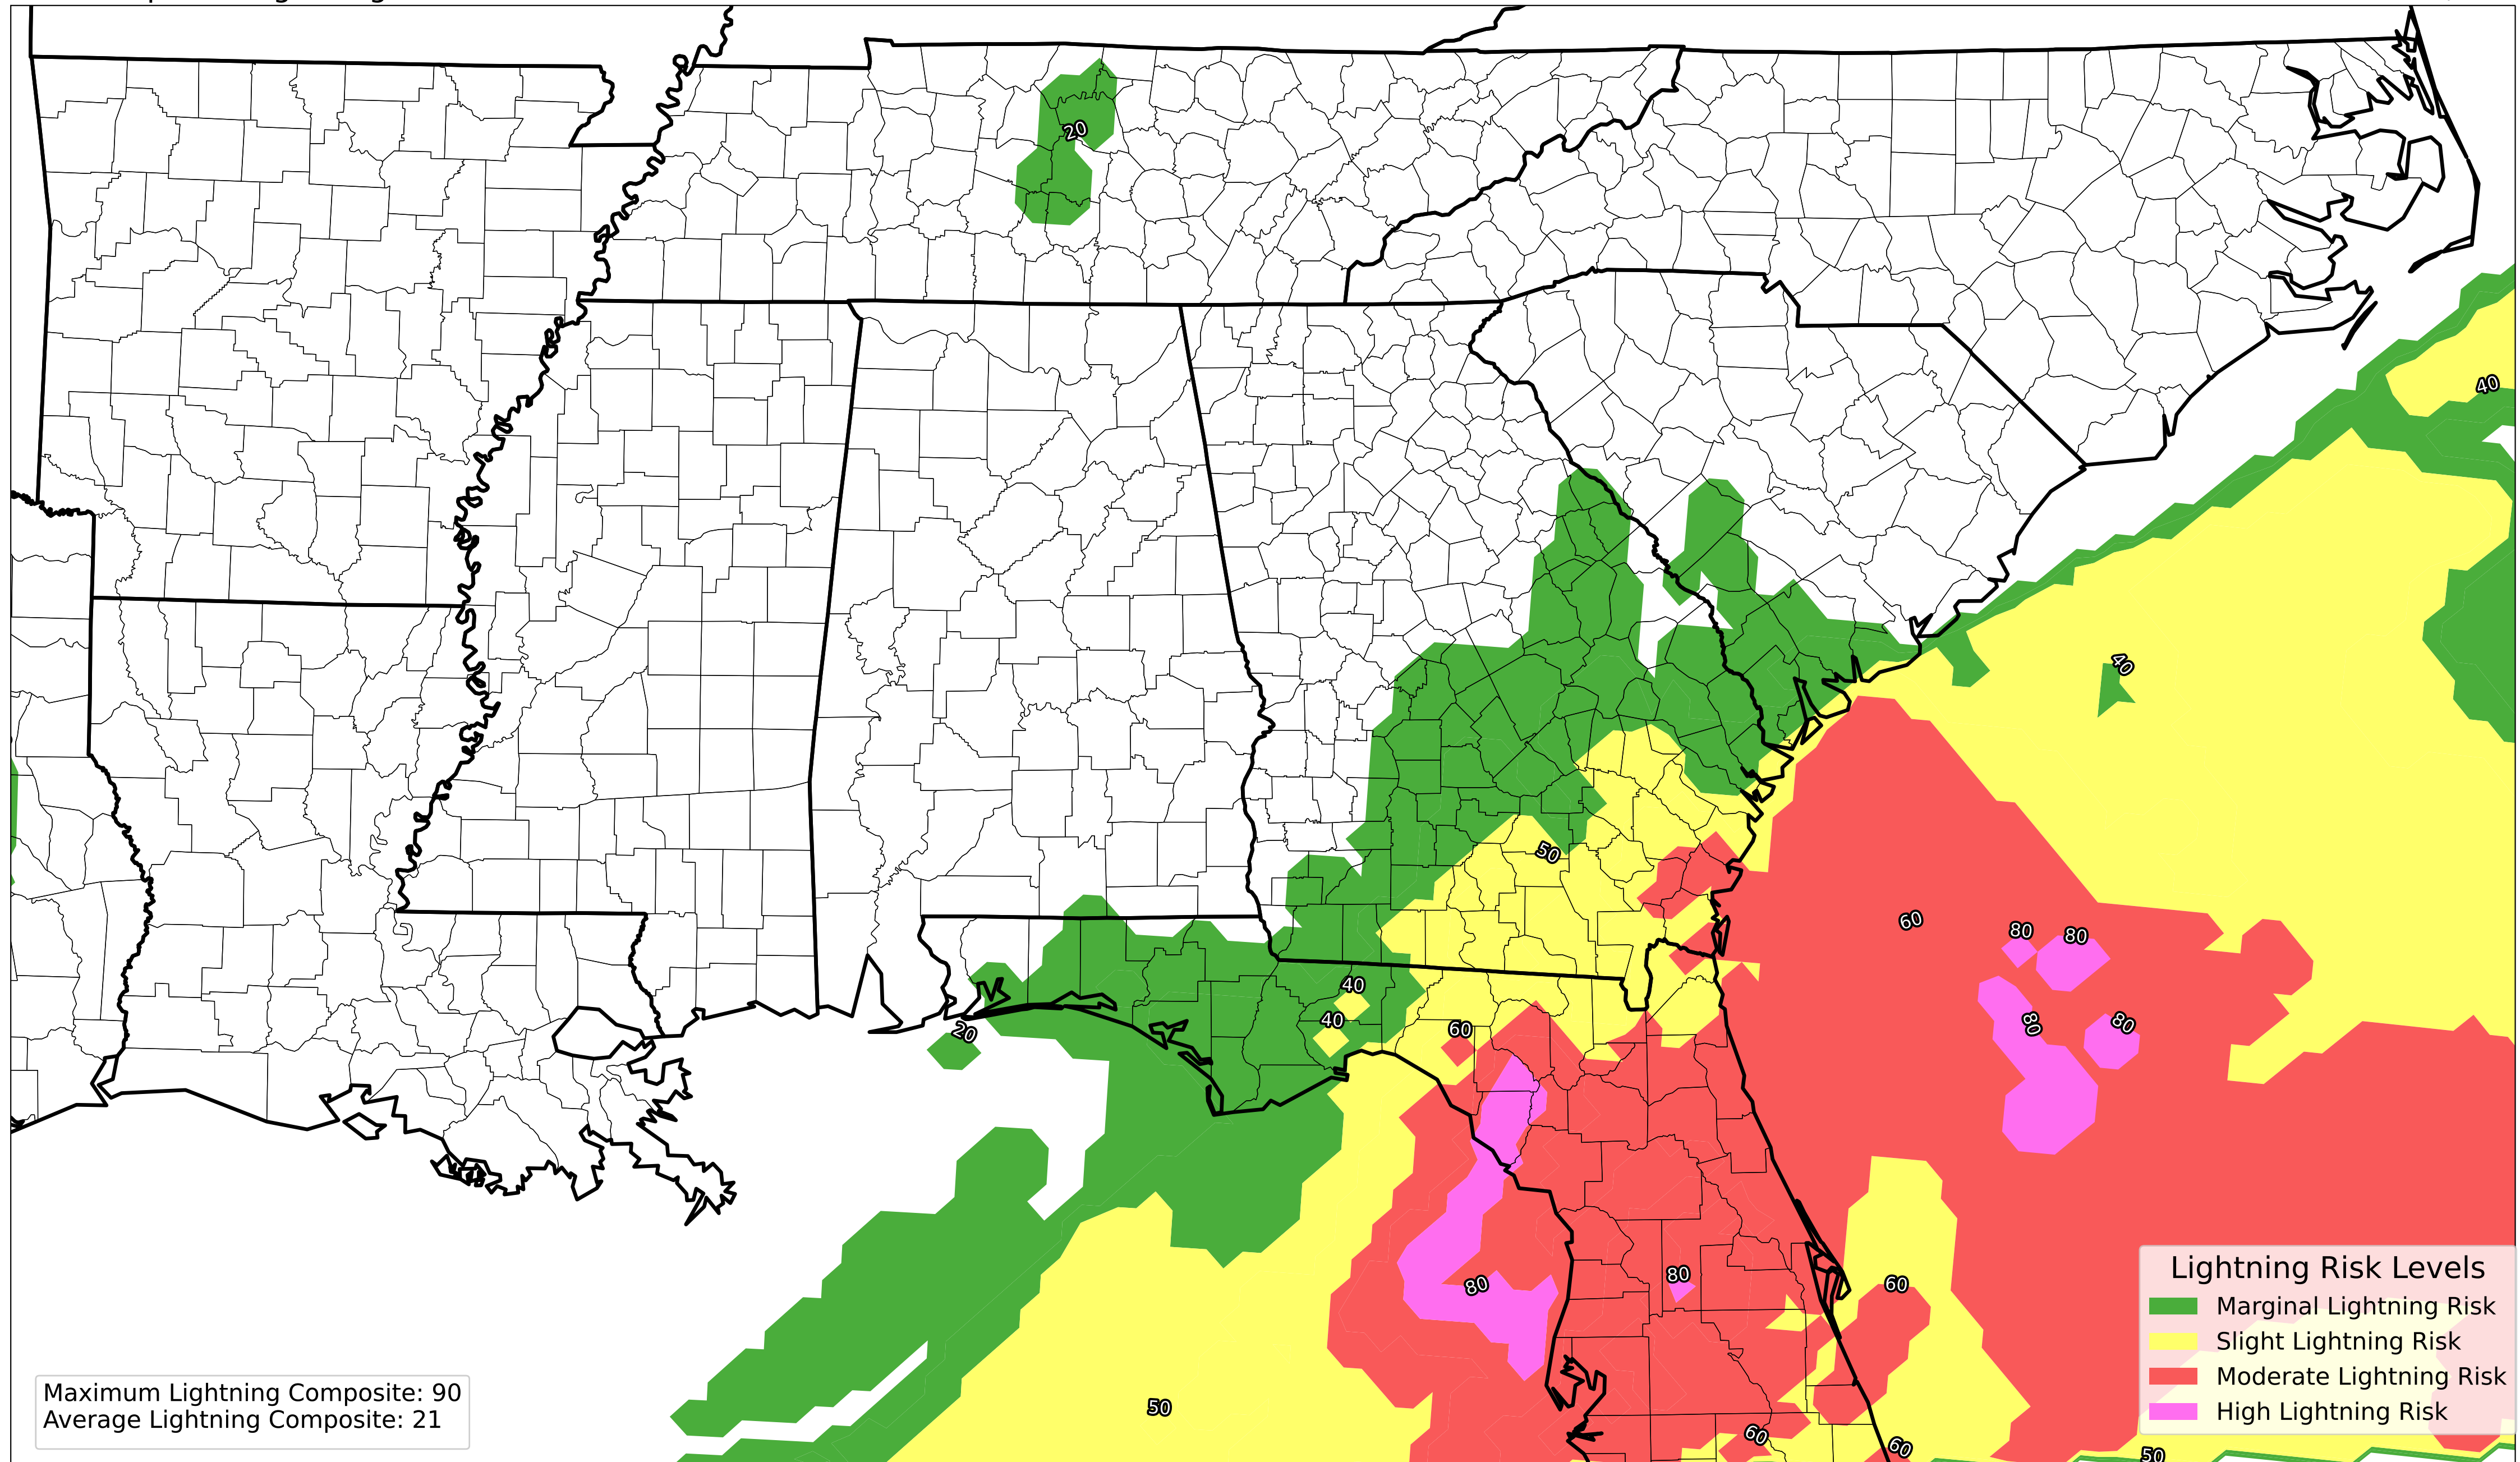 20
40
40
50
60
80
80
40
80
80
40
60
20
80
80
60
50
60
60
50
Lightning Risk Levels
Marginal Lightning Risk
Slight Lightning Risk
Moderate Lightning Risk
High Lightning Risk
Maximum Lightning Composite: 90
Average Lightning Composite: 21